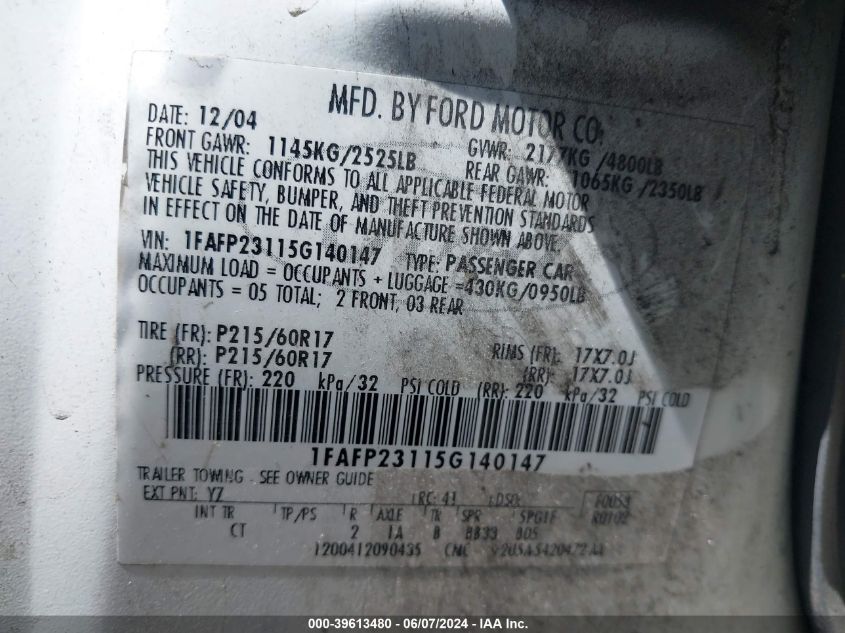 MFD. BY FORD MOTOR CO.
DATE: 12/04 GVWR: 2177KG /4800LB
FRONT GAWR: 1145KG/2525LB REAR GAWR: 1065KG /2350LB
THIS VEHICLE CONFORMS TO ALL APPLICABLE FEDERAL MOTOR
VEHICLE SAFETY, BUMPER, AND THEFT PREVENTION STANDARDS
IN EFFECT ON THE DATE OF MANUFACTURE SHOWN ABOVE.
VIN: 1FAFP23115G140147 TYPE: PASSENGER CAR
MAXIMUM LOAD = OCCUPANTS + LUGGAGE =430KG/0950LB
OCCUPANTS = 05 TOTAL; 2 FRONT, 03 REAR
TIRE (FR): P215/60R17 RIMS (FR): 17X7.0J
(RR): P215/60R17 (RR): 17X7.0J
PRESSURE (FR): 220 kPa/32 PSI COLD (RR): 220 kPa/32 PSI COLD
1FAFP23115G140147
TRAILER TOWING - SEE OWNER GUIDE
EXT PNT: YZ RC: 41 DSO:
INT TR TP/PS R AXLE TR SPR
CT 2 1A B BB33
1200412090435 CMC
000-39613480 - 06/07/2024 - IAA Inc.